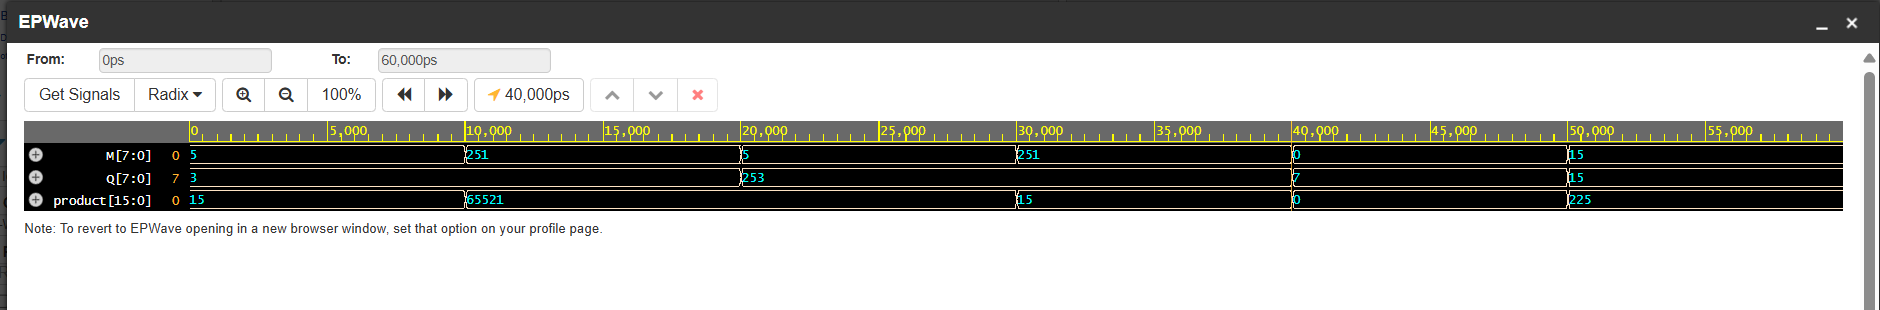 EPWave
From: 0ps To: 60,000ps
Get Signals Radix 100% 40,000ps
0 5,000 10,000 15,000 20,000 25,000 30,000 35,000 40,000 45,000 50,000 55,000
M[7:0] 0 5 251 5 251 0 15
Q[7:0] 7 3 253 7 15
product[15:0] 0 15 65521 15 0 225
Note: To revert to EPWave opening in a new browser window, set that option on your profile page.